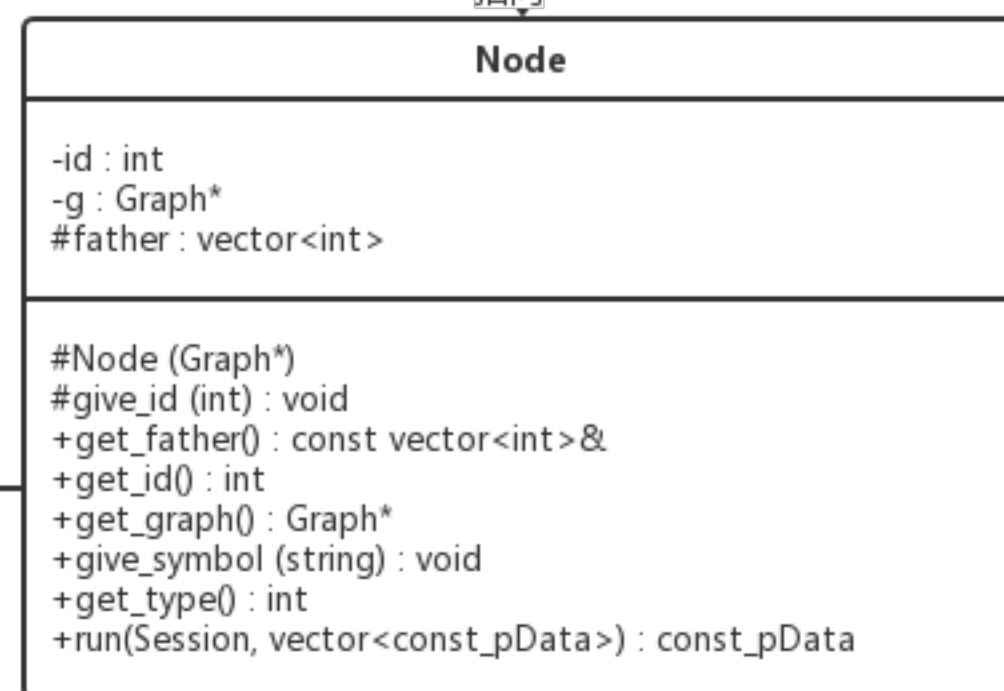 Node
-id : int
-g : Graph*
#father : vector<int>
#Node (Graph*)
#give_id (int) : void
+get_father() : const vector<int>&
+get_id() : int
+get_graph() : Graph*
+give_symbol (string) : void
+get_type() : int
+run(Session, vector<const_pData>) : const_pData